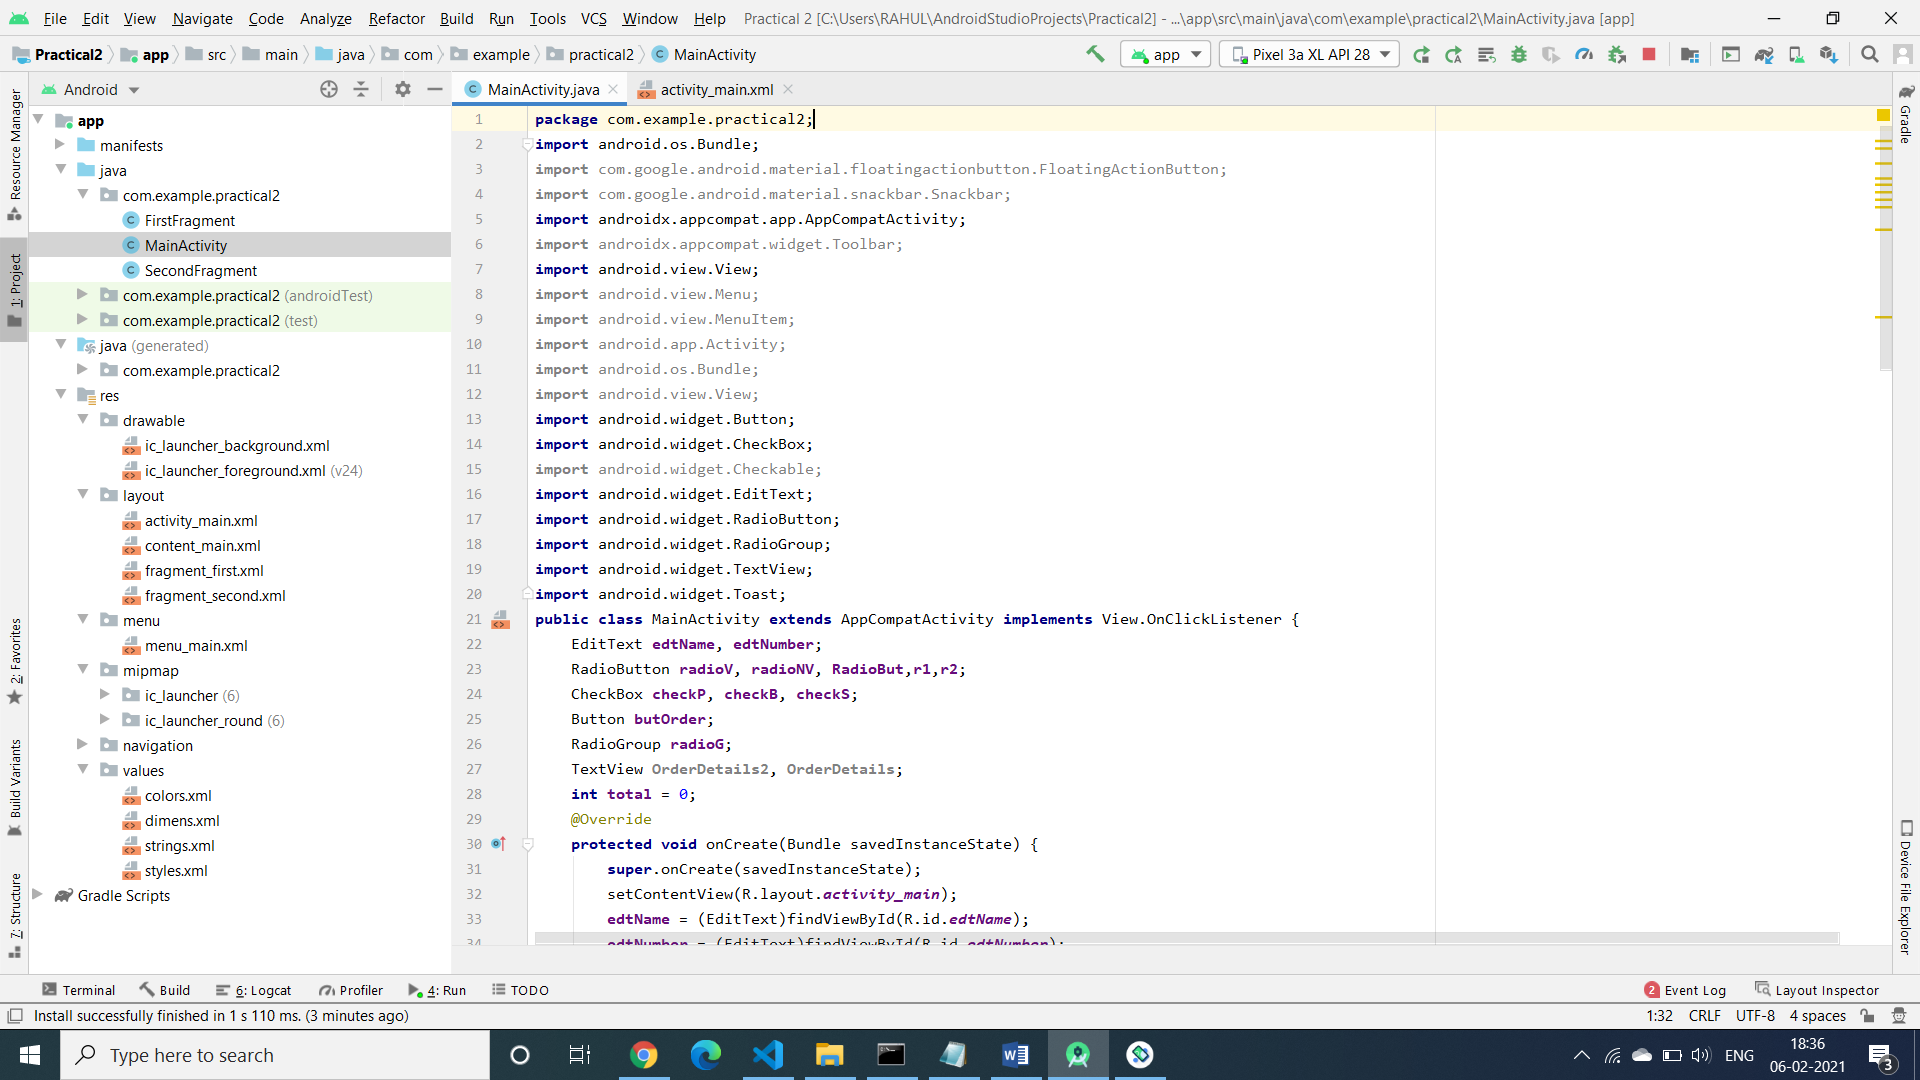 File Edit View Navigate Code Analyze Refactor Build Run Tools VCS Window Help Practical 2 [C:\Users\RAHUL\AndroidStudioProjects\Practical2] - ...\app\src\main\java\com\example\practical2\MainActivity.java [app]
Practical2 app src main java com example practical2 MainActivity app Pixel 3a XL API 28
Android MainActivity.java activity_main.xml
Resource Manager
1: Project
2: Favorites
Build Variants
7: Structure
app
manifests
java
com.example.practical2
FirstFragment
MainActivity
SecondFragment
com.example.practical2 (androidTest)
com.example.practical2 (test)
java (generated)
com.example.practical2
res
drawable
ic_launcher_background.xml
ic_launcher_foreground.xml (v24)
layout
activity_main.xml
content_main.xml
fragment_first.xml
fragment_second.xml
menu
menu_main.xml
mipmap
ic_launcher (6)
ic_launcher_round (6)
navigation
values
colors.xml
dimens.xml
strings.xml
styles.xml
Gradle Scripts
1 package com.example.practical2;
2 import android.os.Bundle;
3 import com.google.android.material.floatingactionbutton.FloatingActionButton;
4 import com.google.android.material.snackbar.Snackbar;
5 import androidx.appcompat.app.AppCompatActivity;
6 import androidx.appcompat.widget.Toolbar;
7 import android.view.View;
8 import android.view.Menu;
9 import android.view.MenuItem;
10 import android.app.Activity;
11 import android.os.Bundle;
12 import android.view.View;
13 import android.widget.Button;
14 import android.widget.CheckBox;
15 import android.widget.Checkable;
16 import android.widget.EditText;
17 import android.widget.RadioButton;
18 import android.widget.RadioGroup;
19 import android.widget.TextView;
20 import android.widget.Toast;
21 public class MainActivity extends AppCompatActivity implements View.OnClickListener {
22 EditText edtName, edtNumber;
23 RadioButton radioV, radioNV, RadioBut,r1,r2;
24 CheckBox checkP, checkB, checkS;
25 Button butOrder;
26 RadioGroup radioG;
27 TextView OrderDetails2, OrderDetails;
28 int total = 0;
29 @Override
30 protected void onCreate(Bundle savedInstanceState) {
31 super.onCreate(savedInstanceState);
32 setContentView(R.layout.activity_main);
33 edtName = (EditText)findViewById(R.id.edtName);
34 edtNumber = (EditText)findViewById(R.id.edtNumber);
Gradle
Device File Explorer
Terminal Build 6: Logcat Profiler 4: Run TODO 2 Event Log Layout Inspector
Install successfully finished in 1 s 110 ms. (3 minutes ago) 1:32 CRLF UTF-8 4 spaces
Type here to search ENG 18:36
06-02-2021 3